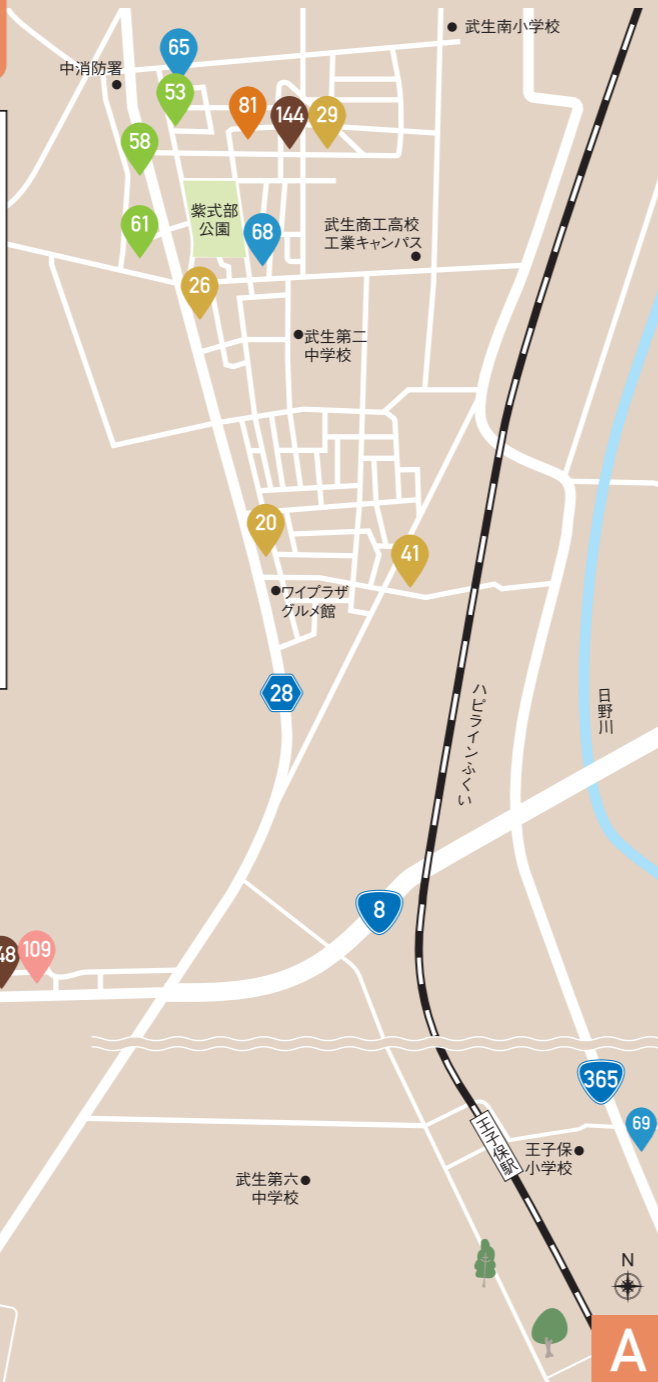 武生南小学校
65
中消防署
53
81
144
29
58
紫式部
公園
61
68
武生商工高校
工業キャンパス
26
武生第二
中学校
20
41
ワイプラザ
グルメ館
28
ハピラインふくい
日野川
8
48
109
365
69
王子保駅
王子保
小学校
武生第六
中学校
N
A